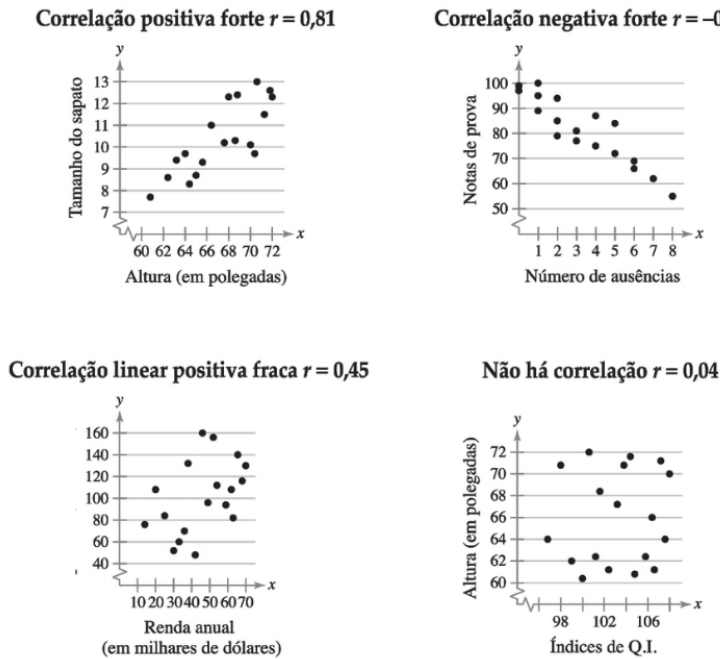 Correlação positiva forte r = 0,81
y
Tamanho do sapato
13
12
11
10
9
8
7
x
60 62 64 66 68 70 72
Altura (em polegadas)
Correlação negativa forte r = –0
y
Notas de prova
100
90
80
70
60
50
x
1 2 3 4 5 6 7 8
Número de ausências
Correlação linear positiva fraca r = 0,45
y
160
140
120
100
80
60
40
x
10 20 30 40 50 60 70
Renda anual
(em milhares de dólares)
Não há correlação r = 0,04
y
Altura (em polegadas)
72
70
68
66
64
62
60
x
98 102 106
Índices de Q.I.